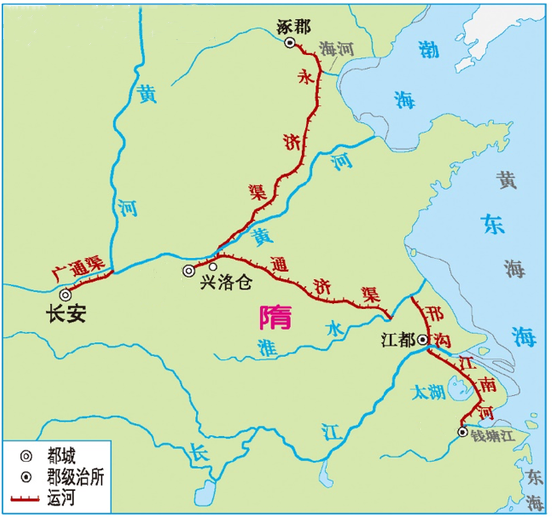 涿郡
海河
渤海
永济渠
黄河
黄河
黄海
东海
广通渠
长安
兴洛仓
通济渠
隋
淮水
邗沟
江都
江南河
太湖
长江
钱塘江
东海
都城
郡级治所
运河